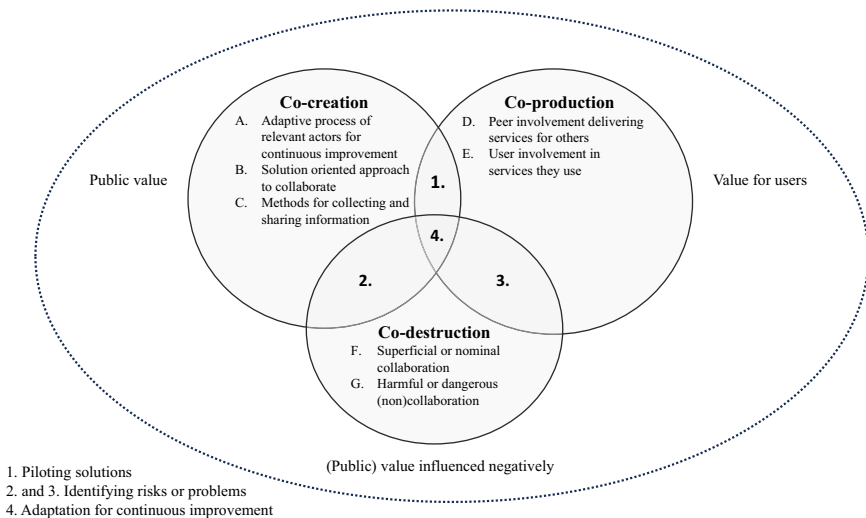 Co-creation
A. Adaptive process of
relevant actors for
continuous improvement
B. Solution oriented approach
to collaborate
C. Methods for collecting and
sharing information
Co-production
D. Peer involvement delivering
services for others
E. User involvement in
services they use
Public value
Value for users
1.
4.
2.
3.
Co-destruction
F. Superficial or nominal
collaboration
G. Harmful or dangerous
(non)collaboration
(Public) value influenced negatively
1. Piloting solutions
2. and 3. Identifying risks or problems
4. Adaptation for continuous improvement